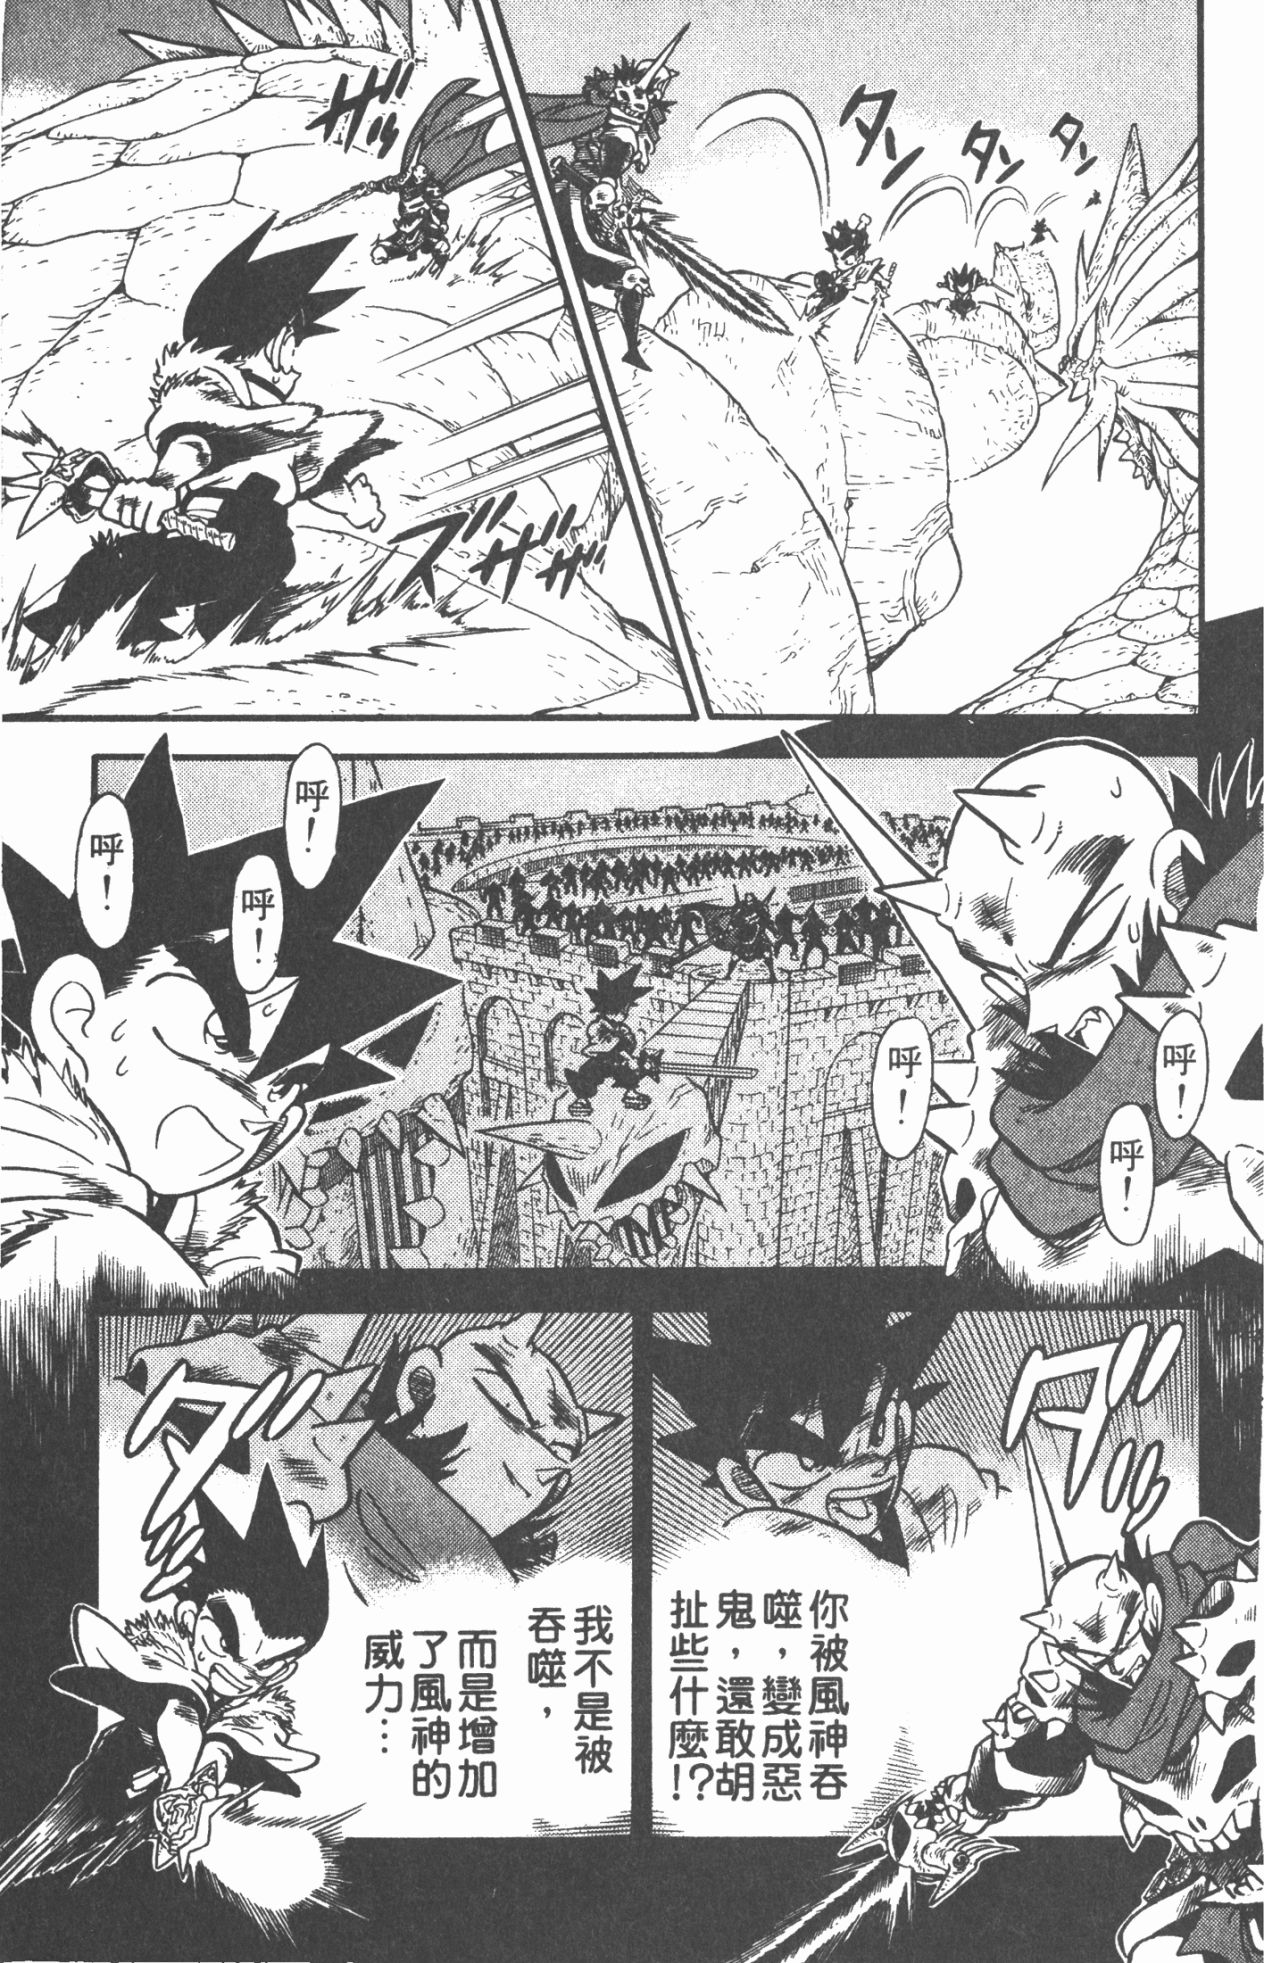 タン
タン
タン
ザザ
ズザザ
呼！
呼！
呼！
呼！
呼！
呼！
ダッ
你被風神吞
噬，變成惡
鬼，還敢胡
扯些什麼!?
ダッ
我不是被
吞噬，
而是增加
了風神的
威力…